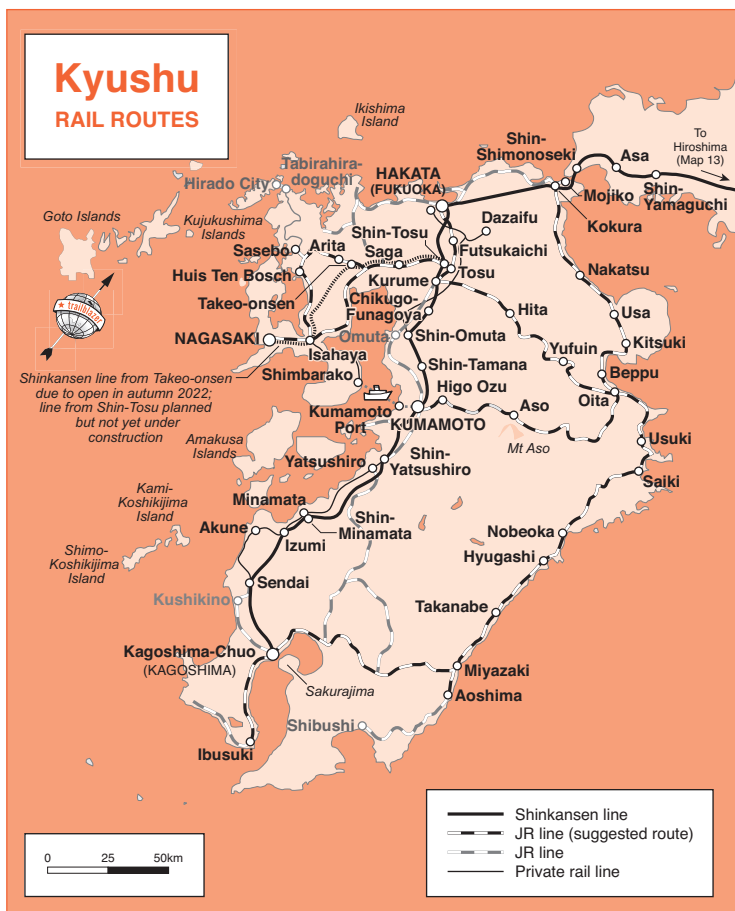 Kyushu
RAIL ROUTES
Ikishima
Island
To
Hiroshima
(Map 13)
Shin-
Shimonoseki
Asa
Tabirahira-
doguchi
Hirado City
HAKATA
(FUKUOKA)
Mojiko
Shin-
Yamaguchi
Kokura
Goto Islands
Kujukushima
Islands
Dazaifu
Shin-Tosu
Futsukaichi
Sasebo
Arita
Saga
Tosu
Huis Ten Bosch
Nakatsu
Takeo-onsen
Kurume
trailblazer
Chikugo-
Funagoya
Hita
Usa
NAGASAKI
Omuta
Shin-Omuta
Kitsuki
Isahaya
Yufuin
Shinkansen line from Takeo-onsen
due to open in autumn 2022;
line from Shin-Tosu planned
but not yet under
construction
Shimbarako
Shin-Tamana
Beppu
Higo Ozu
Oita
Kumamoto
Port
KUMAMOTO
Aso
Mt Aso
Amakusa
Islands
Usuki
Yatsushiro
Shin-
Yatsushiro
Saiki
Kami-
Koshikijima
Island
Minamata
Akune
Shin-
Minamata
Izumi
Nobeoka
Shimo-
Koshikijima
Island
Hyugashi
Sendai
Kushikino
Takanabe
Kagoshima-Chuo
(KAGOSHIMA)
Miyazaki
Sakurajima
Aoshima
Shibushi
Ibusuki
Shinkansen line
JR line (suggested route)
JR line
Private rail line
0 25 50km